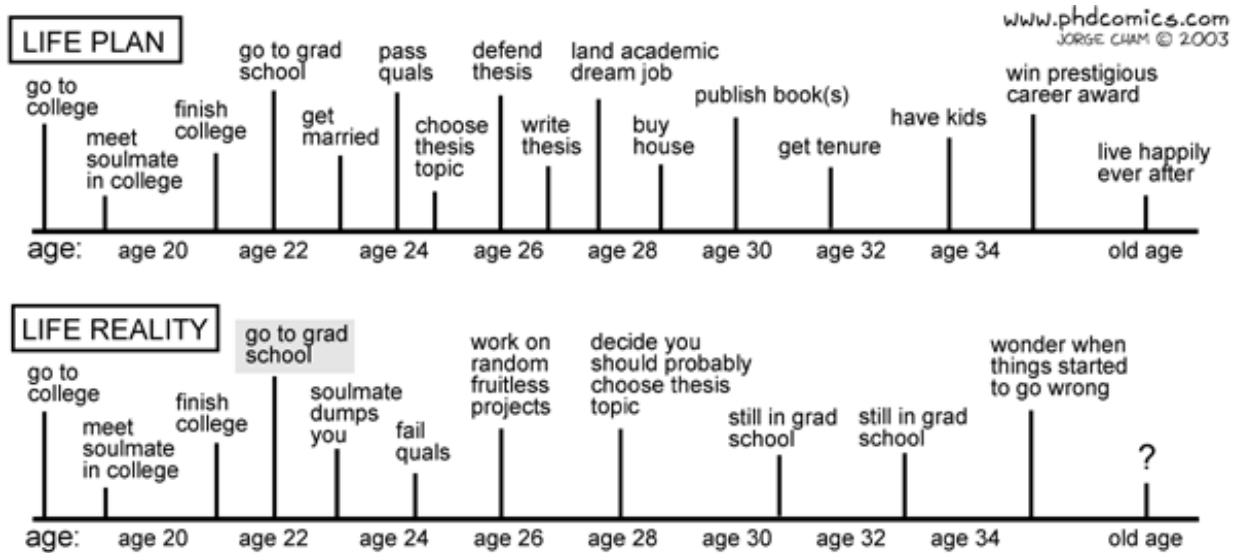 www.phdcomics.com
JORGE CHAM © 2003
LIFE PLAN
go to
college
meet
soulmate
in college
finish
college
go to grad
school
get
married
pass
quals
choose
thesis
topic
defend
thesis
write
thesis
land academic
dream job
buy
house
publish book(s)
get tenure
have kids
win prestigious
career award
live happily
ever after
age: age 20 age 22 age 24 age 26 age 28 age 30 age 32 age 34 old age
LIFE REALITY
go to
college
meet
soulmate
in college
finish
college
go to grad
school
soulmate
dumps
you
fail
quals
work on
random
fruitless
projects
decide you
should probably
choose thesis
topic
still in grad
school
still in grad
school
wonder when
things started
to go wrong
?
age: age 20 age 22 age 24 age 26 age 28 age 30 age 32 age 34 old age